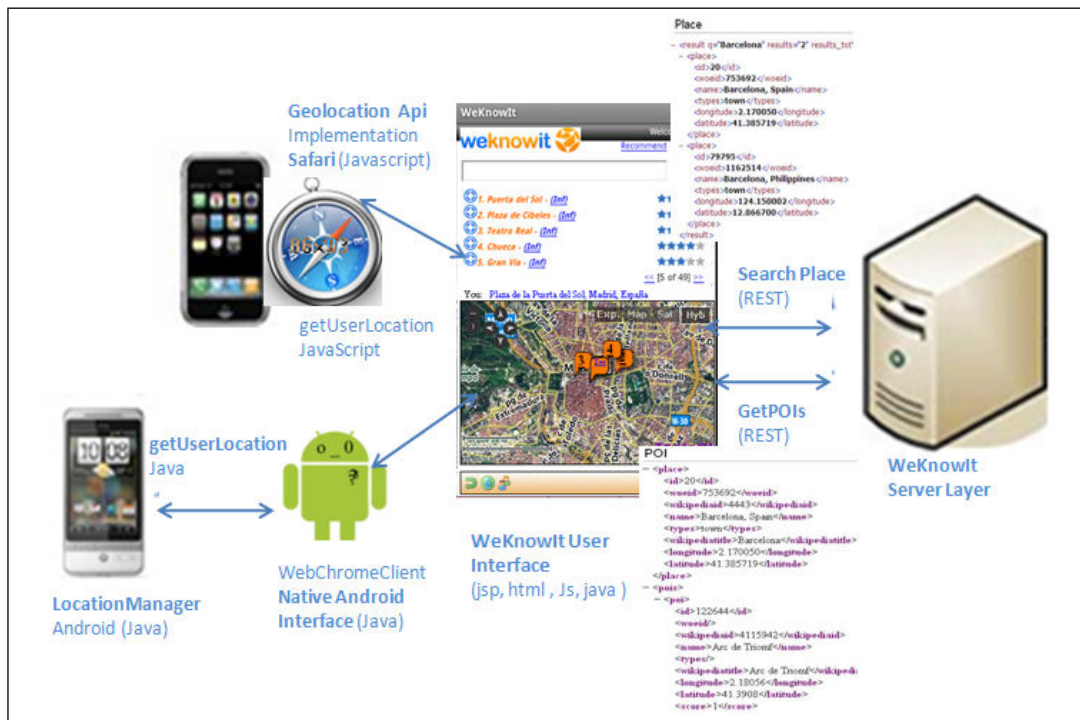 Place
− <result q="Barcelona" results="2" results_tot"
− <place>
<id>20</id>
<woeid>753692</woeid>
<name>Barcelona, Spain</name>
<types>town</types>
<longitude>2.170050</longitude>
<latitude>41.385719</latitude>
</place>
− <place>
<id>79795</id>
<woeid>1162514</woeid>
<name>Barcelona, Philippines</name>
<types>town</types>
<longitude>124.150002</longitude>
<latitude>12.866700</latitude>
</place>
</result>
Geolocation Api
Implementation
Safari (Javascript)
getUserLocation
JavaScript
WeKnowIt
Welco
weknowit
Recommend
1. Puerta del Sol - (Inf)
2. Plaza de Cibeles - (Inf)
3. Teatro Real - (Inf)
4. Chueca - (Inf)
5. Gran Vía - (Inf)
<< [5 of 49] >>
You: Plaza de la Puerta del Sol, Madrid, España
Exp. Map Sat Hyb
4
3
Search Place
(REST)
GetPOIs
(REST)
WeKnowIt
Server Layer
getUserLocation
Java
10 08
o _ 0
?
LocationManager
Android (Java)
WebChromeClient
Native Android
Interface (Java)
WeKnowIt User
Interface
(jsp, html , Js, java )
POI
− <place>
<id>20</id>
<woeid>753692</woeid>
<wikipediaid>4443</wikipediaid>
<name>Barcelona, Spain</name>
<types>town</types>
<wikipediatitle>Barcelona</wikipediatitle>
<longitude>2.170050</longitude>
<latitude>41.385719</latitude>
</place>
− <pois>
− <poi>
<id>122644</id>
<woeid/>
<wikipediaid>4115942</wikipediaid>
<name>Arc de Triomf</name>
<types/>
<wikipediatitle>Arc de Triomf</wikipedi
<longitude>2.18056</longitude>
<latitude>41.3908</latitude>
<score>1</score>